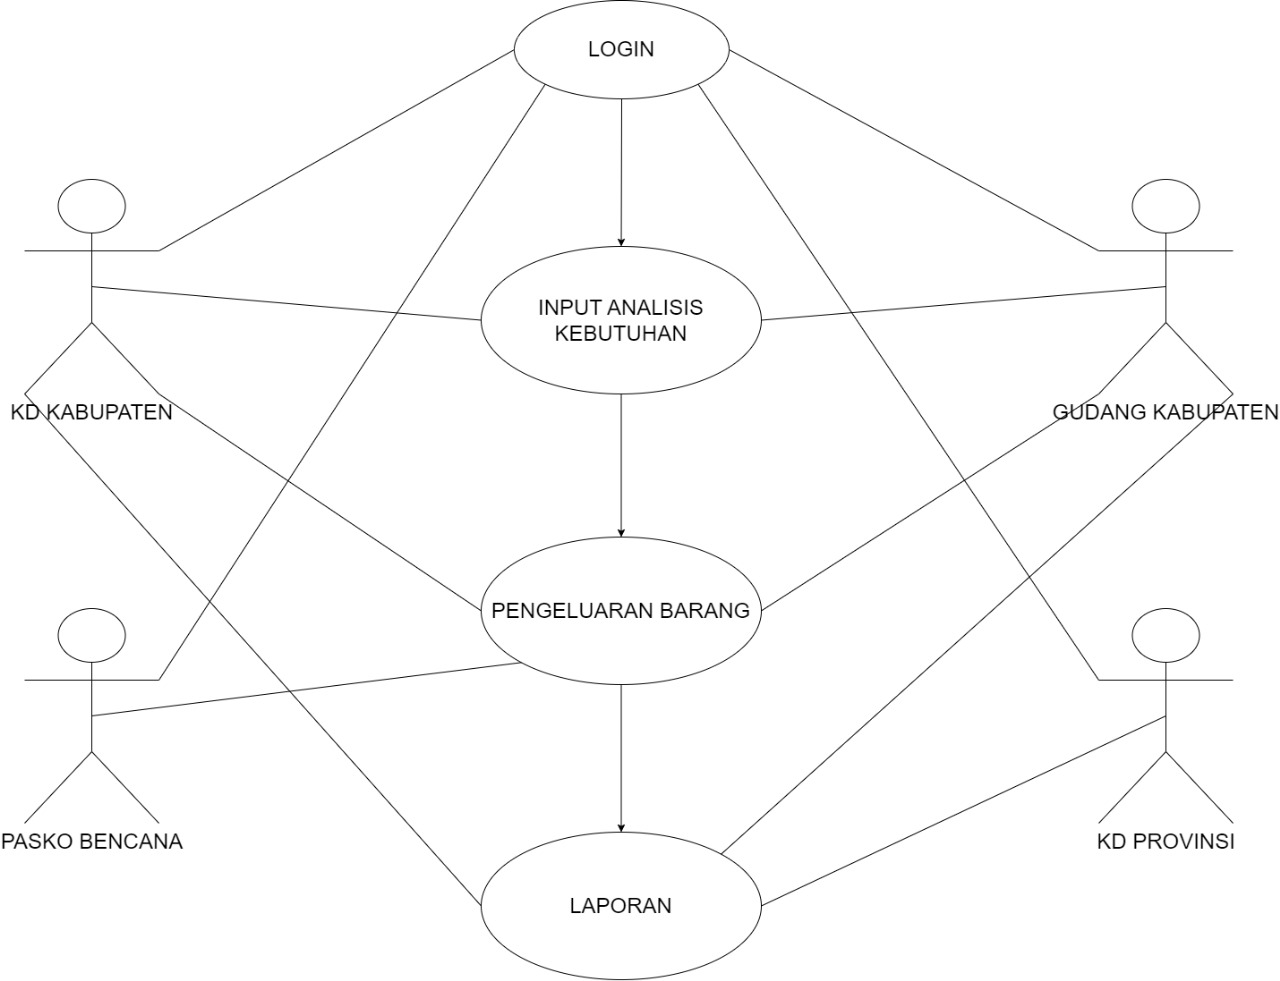 LOGIN
INPUT ANALISIS
KEBUTUHAN
KD KABUPATEN
GUDANG KABUPATEN
PENGELUARAN BARANG
PASKO BENCANA
KD PROVINSI
LAPORAN